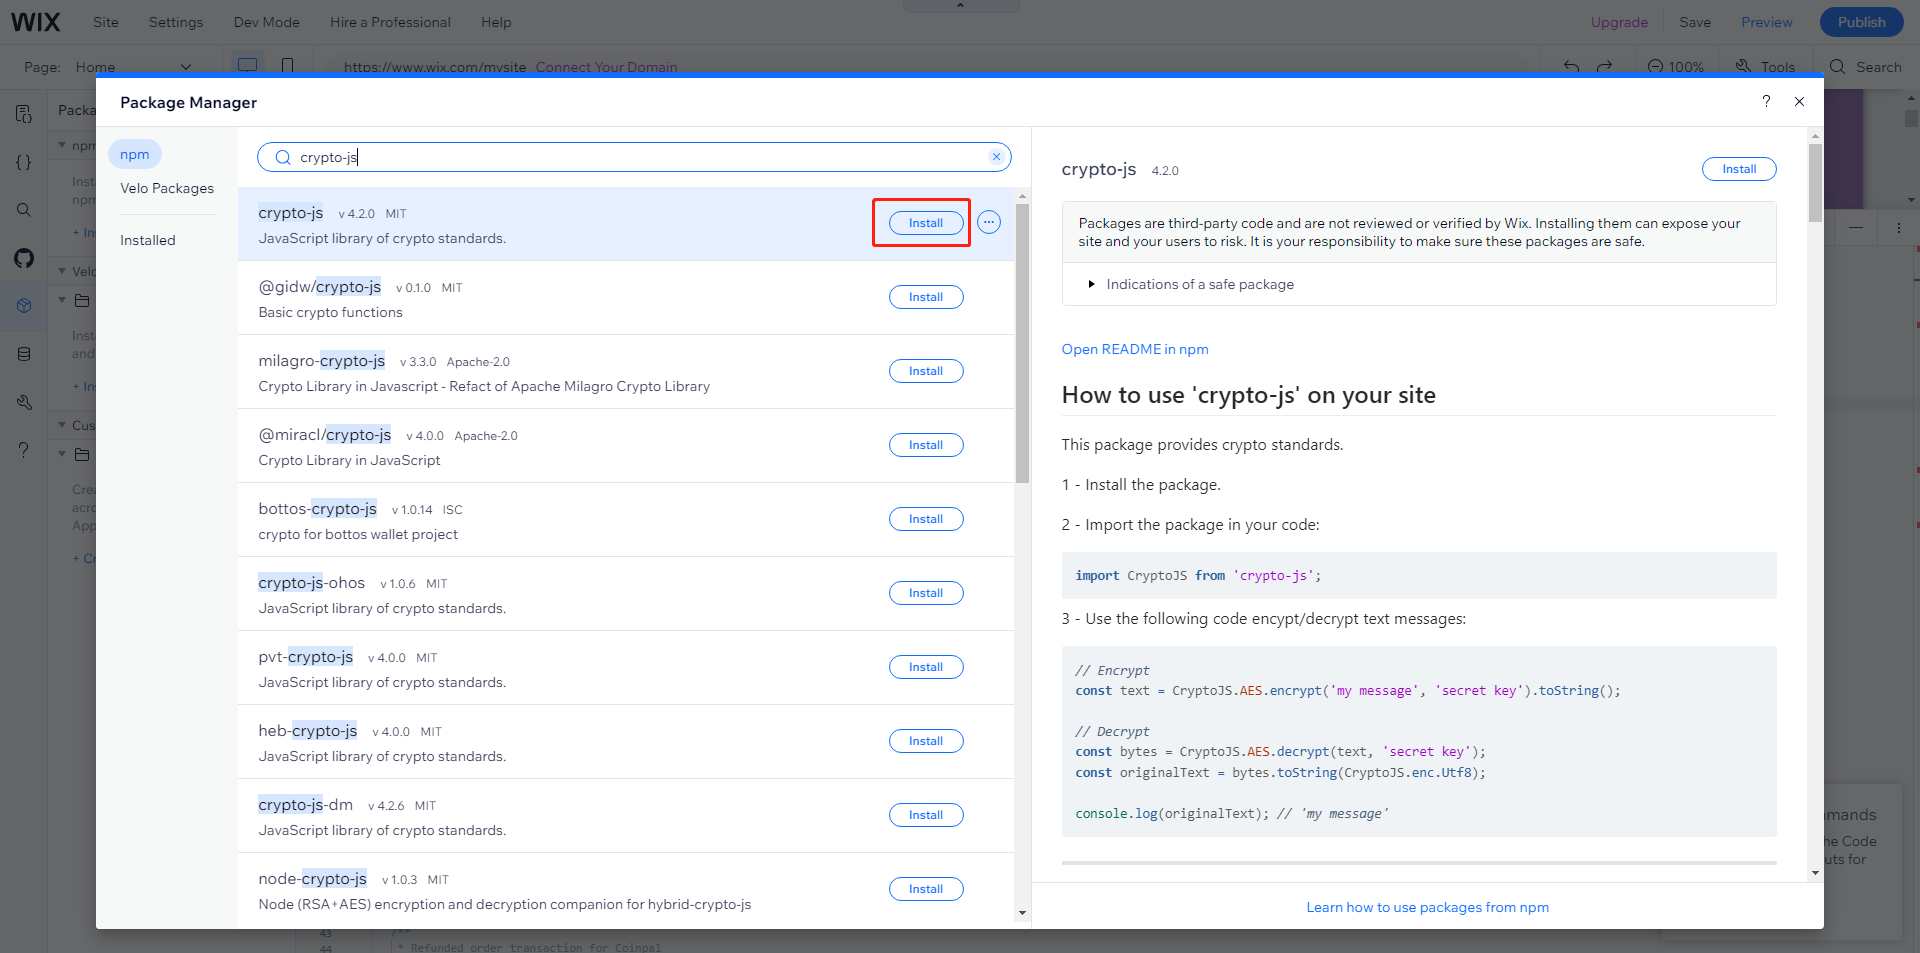 WIX
Site
Settings
Dev Mode
Hire a Professional
Help
Upgrade
Save
Preview
Publish
Page: Home
https://www.wix.com/mysite
Connect Your Domain
100%
Tools
Search
Package Manager
?
npm
Velo Packages
Installed
crypto-js
crypto-js v 4.2.0 MIT
JavaScript library of crypto standards.
Install
@gidw/crypto-js v 0.1.0 MIT
Basic crypto functions
Install
milagro-crypto-js v 3.3.0 Apache-2.0
Crypto Library in Javascript - Refact of Apache Milagro Crypto Library
Install
@miracl/crypto-js v 4.0.0 Apache-2.0
Crypto Library in JavaScript
Install
bottos-crypto-js v 1.0.14 ISC
crypto for bottos wallet project
Install
crypto-js-ohos v 1.0.6 MIT
JavaScript library of crypto standards.
Install
pvt-crypto-js v 4.0.0 MIT
JavaScript library of crypto standards.
Install
heb-crypto-js v 4.0.0 MIT
JavaScript library of crypto standards.
Install
crypto-js-dm v 4.2.6 MIT
JavaScript library of crypto standards.
Install
node-crypto-js v 1.0.3 MIT
Node (RSA+AES) encryption and decryption companion for hybrid-crypto-js
Install
crypto-js 4.2.0
Install
Packages are third-party code and are not reviewed or verified by Wix. Installing them can expose your
site and your users to risk. It is your responsibility to make sure these packages are safe.
Indications of a safe package
Open README in npm
How to use 'crypto-js' on your site
This package provides crypto standards.
1 - Install the package.
2 - Import the package in your code:
import CryptoJS from 'crypto-js';
3 - Use the following code encypt/decrypt text messages:
// Encrypt
const text = CryptoJS.AES.encrypt('my message', 'secret key').toString();
// Decrypt
const bytes = CryptoJS.AES.decrypt(text, 'secret key');
const originalText = bytes.toString(CryptoJS.enc.Utf8);
console.log(originalText); // 'my message'
Learn how to use packages from npm
43 /**
44 * Refunded order transaction for Coinpal